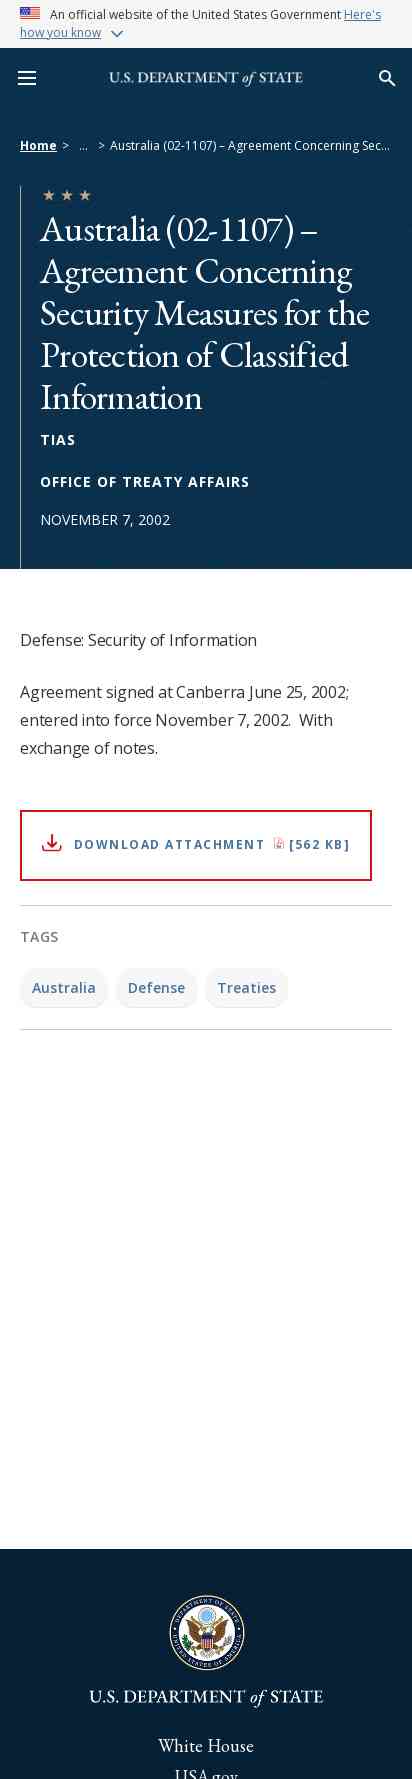 An official website of the United States Government Here's
how you know
U.S. DEPARTMENT of STATE
Home > ... > Australia (02-1107) – Agreement Concerning Sec...
Australia (02-1107) –
Agreement Concerning
Security Measures for the
Protection of Classified
Information
TIAS
OFFICE OF TREATY AFFAIRS
NOVEMBER 7, 2002
Defense: Security of Information
Agreement signed at Canberra June 25, 2002;
entered into force November 7, 2002.  With
exchange of notes.
DOWNLOAD ATTACHMENT [562 KB]
TAGS
Australia Defense Treaties
DEPARTMENT OF STATE
UNITED STATES OF AMERICA
U.S. DEPARTMENT of STATE
White House
USA.gov